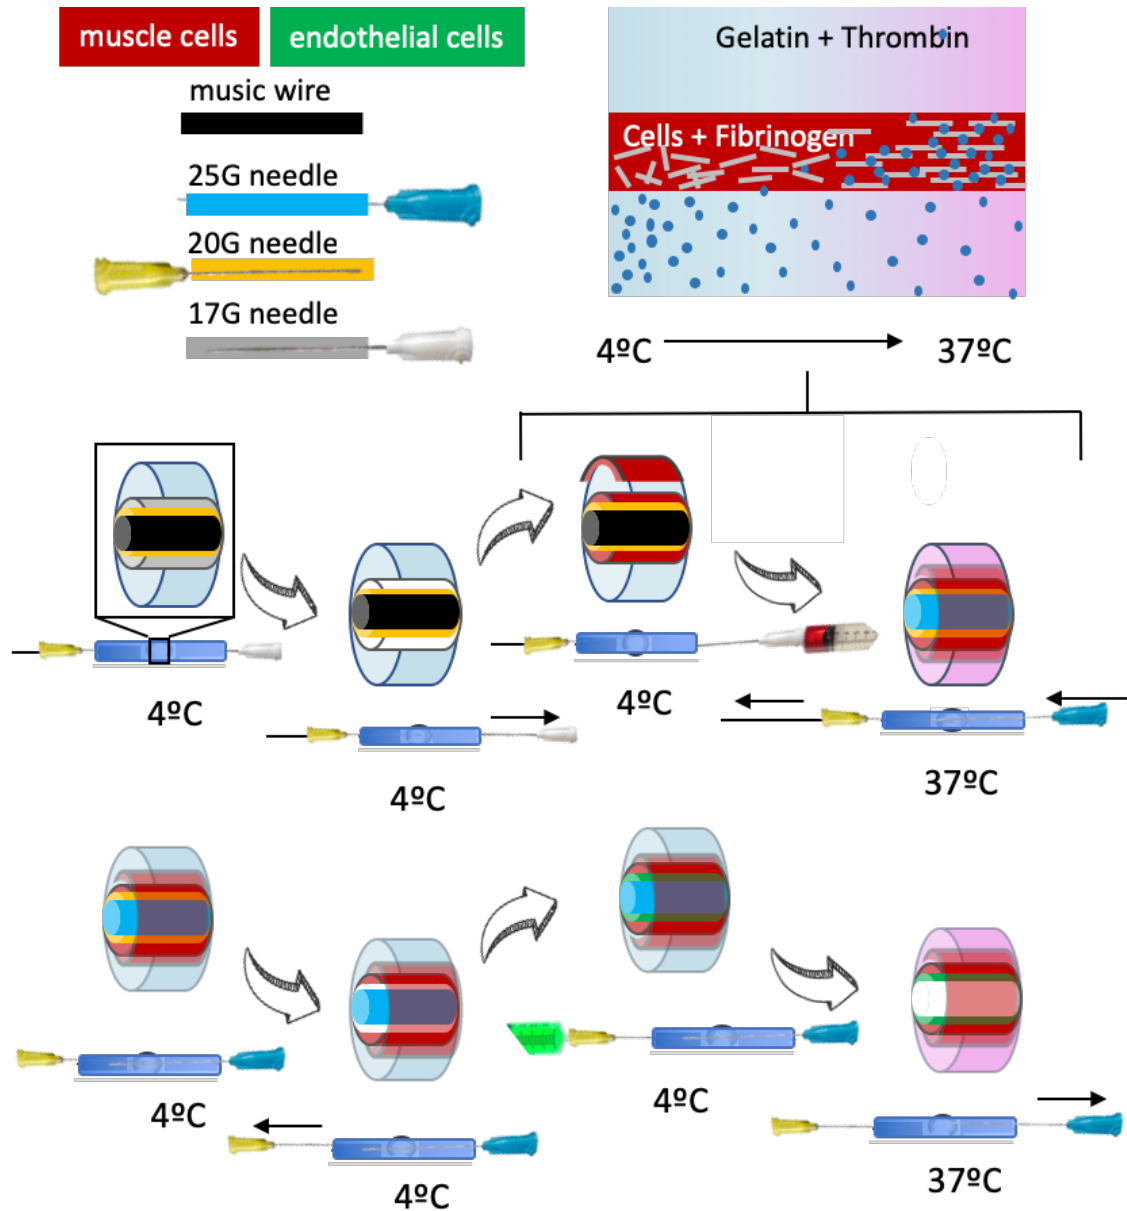 muscle cells
endothelial cells
music wire
25G needle
20G needle
17G needle
Gelatin + Thrombin
Cells + Fibrinogen
4ºC
37ºC
4ºC
4ºC
4ºC
37ºC
4ºC
4ºC
4ºC
37ºC